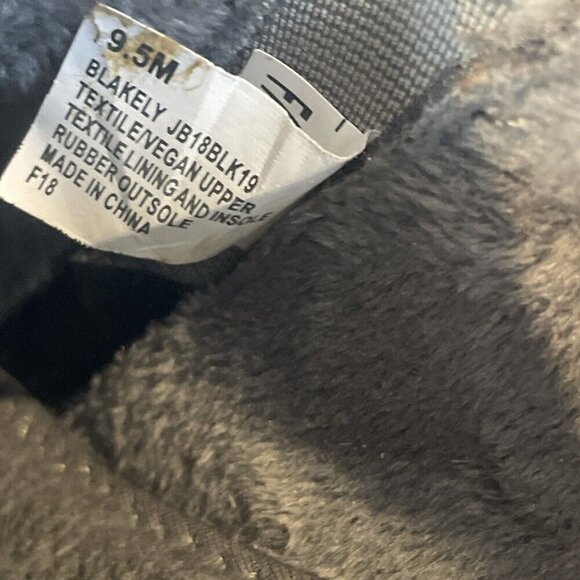 9.5M
BLAKELY JB18BLK19
TEXTILE/VEGAN UPPER
TEXTILE LINING AND INSOLE
RUBBER OUTSOLE
MADE IN CHINA
F18